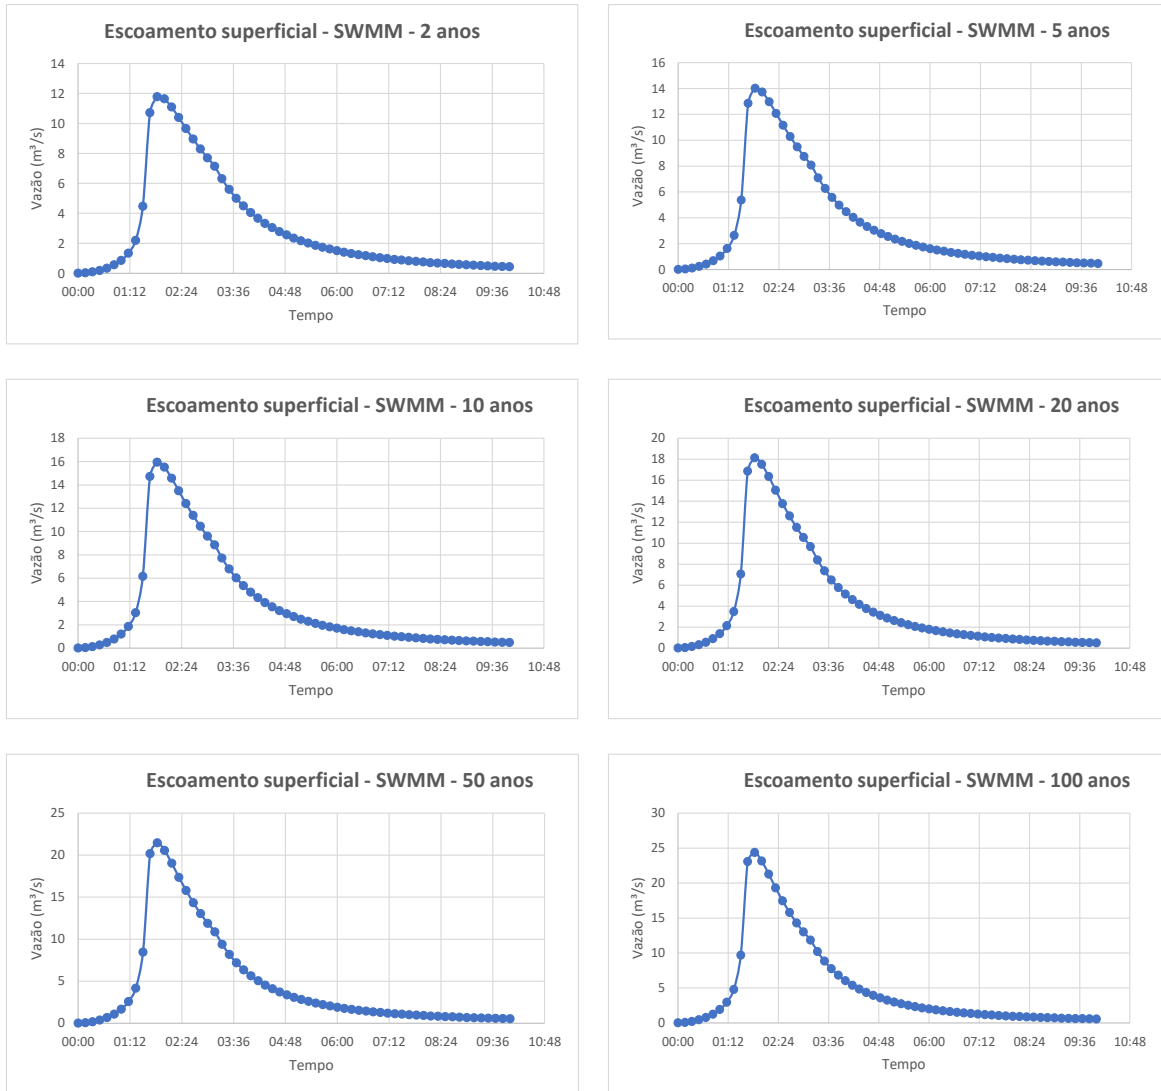 Escoamento superficial - SWMM - 2 anos
14
12
10
8
6
4
2
0
Vazão (m³/s)
00:00 01:12 02:24 03:36 04:48 06:00 07:12 08:24 09:36 10:48
Tempo
Escoamento superficial - SWMM - 5 anos
16
14
12
10
8
6
4
2
0
Vazão (m³/s)
00:00 01:12 02:24 03:36 04:48 06:00 07:12 08:24 09:36 10:48
Tempo
Escoamento superficial - SWMM - 10 anos
18
16
14
12
10
8
6
4
2
0
Vazão (m³/s)
00:00 01:12 02:24 03:36 04:48 06:00 07:12 08:24 09:36 10:48
Tempo
Escoamento superficial - SWMM - 20 anos
20
18
16
14
12
10
8
6
4
2
0
Vazão (m³/s)
00:00 01:12 02:24 03:36 04:48 06:00 07:12 08:24 09:36 10:48
Tempo
Escoamento superficial - SWMM - 50 anos
25
20
15
10
5
0
Vazão (m³/s)
00:00 01:12 02:24 03:36 04:48 06:00 07:12 08:24 09:36 10:48
Tempo
Escoamento superficial - SWMM - 100 anos
30
25
20
15
10
5
0
Vazão (m³/s)
00:00 01:12 02:24 03:36 04:48 06:00 07:12 08:24 09:36 10:48
Tempo